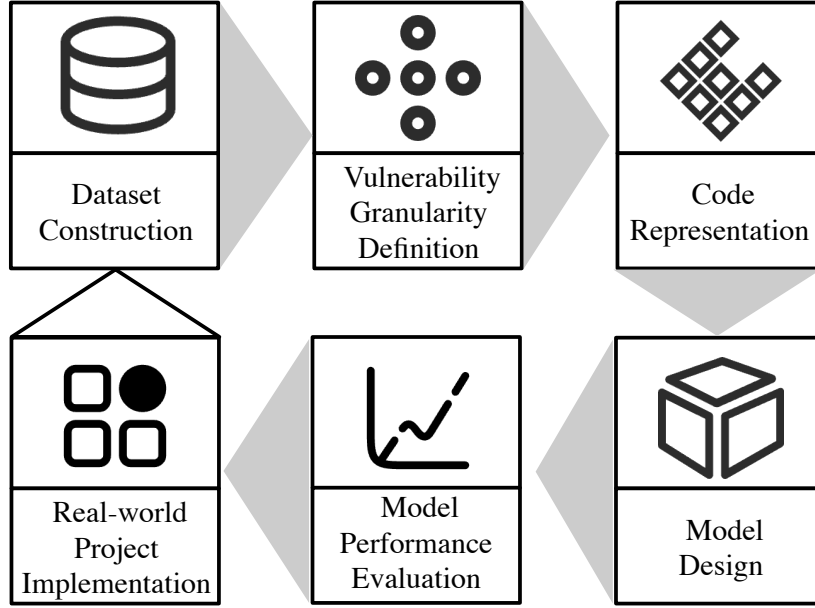 Dataset
Construction
Vulnerability
Granularity
Definition
Code
Representation
Real-world
Project
Implementation
Model
Performance
Evaluation
Model
Design